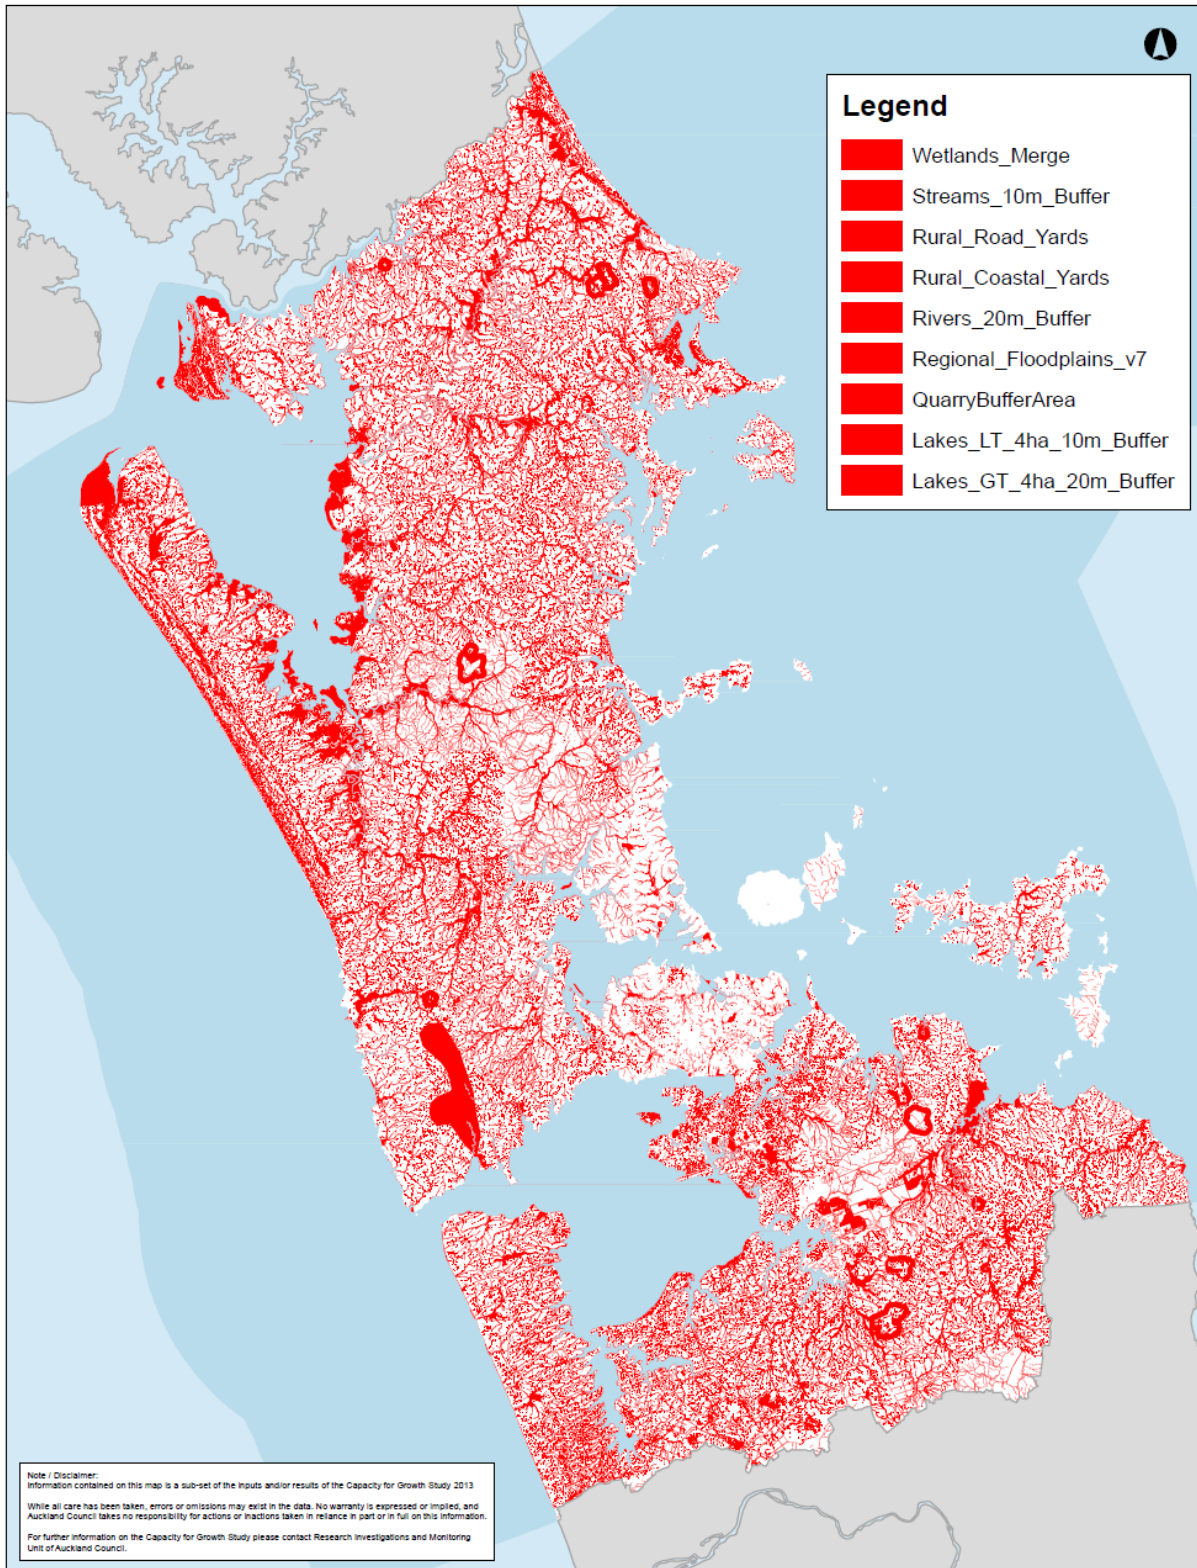 Legend
Wetlands_Merge
Streams_10m_Buffer
Rural_Road_Yards
Rural_Coastal_Yards
Rivers_20m_Buffer
Regional_Floodplains_v7
QuarryBufferArea
Lakes_LT_4ha_10m_Buffer
Lakes_GT_4ha_20m_Buffer
Note / Disclaimer:
Information contained on this map is a sub-set of the inputs and/or results of the Capacity for Growth Study 2013
While all care has been taken, errors or omissions may exist in the data. No warranty is expressed or implied, and
Auckland Council takes no responsibility for actions or inactions taken in reliance in part or in full on this information.
For further information on the Capacity for Growth Study please contact Research Investigations and Monitoring
Unit of Auckland Council.